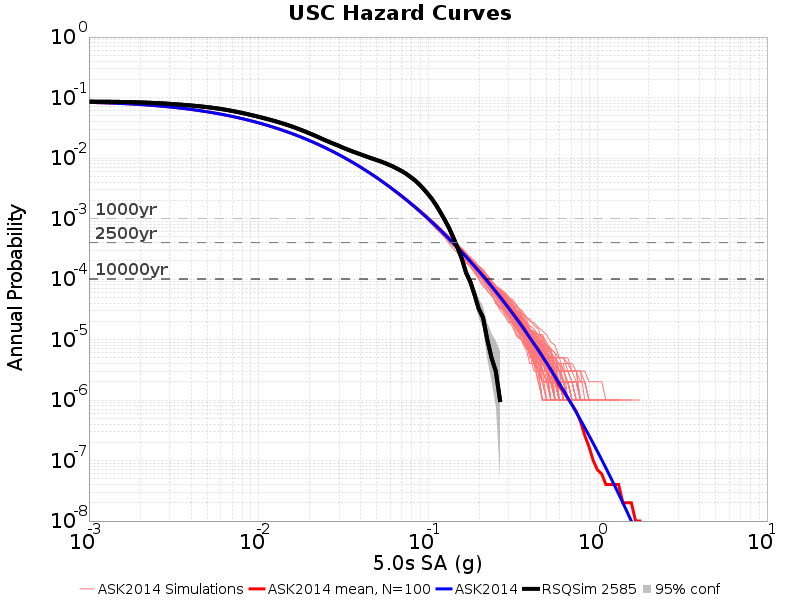 USC Hazard Curves
10^0
10^-1
10^-2
10^-3
10^-4
10^-5
10^-6
10^-7
10^-8
Annual Probability
1000yr
2500yr
10000yr
10^-3 10^-2 10^-1 10^0 10^1
5.0s SA (g)
ASK2014 Simulations ASK2014 mean, N=100 ASK2014 RSQSim 2585 95% conf